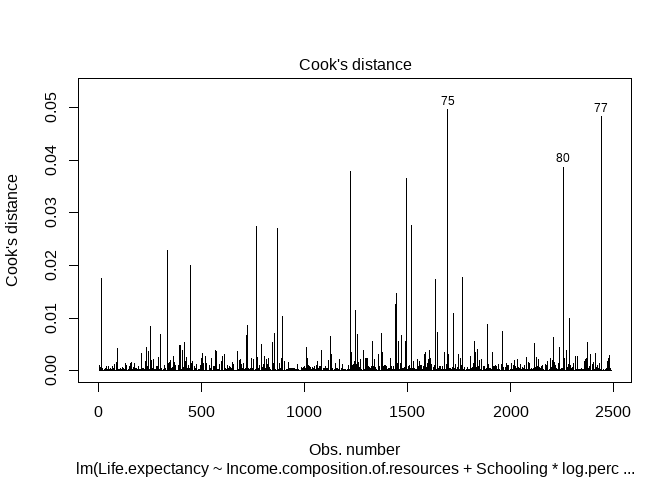 Cook's distance
75
77
80
Cook's distance
0.05
0.04
0.03
0.02
0.01
0.00
0 500 1000 1500 2000 2500
Obs. number
lm(Life.expectancy ~ Income.composition.of.resources + Schooling * log.perc ...